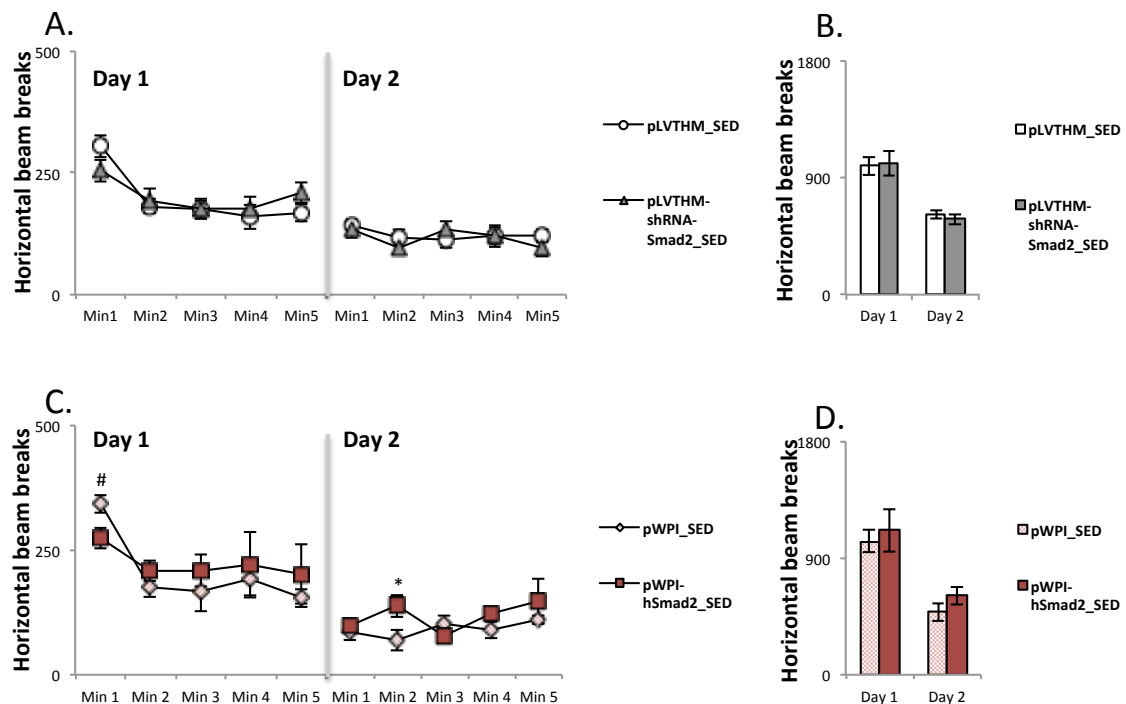 A.
Horizontal beam breaks
500
250
0
Day 1
Day 2
Min1 Min2 Min3 Min4 Min5 Min1 Min2 Min3 Min4 Min5
pLVTHM_SED
pLVTHM-
shRNA-
Smad2_SED
B.
Horizontal beam breaks
1800
900
0
Day 1 Day 2
pLVTHM_SED
pLVTHM-
shRNA-
Smad2_SED
C.
Horizontal beam breaks
500
250
0
Day 1
Day 2
#
*
Min 1 Min 2 Min 3 Min 4 Min 5 Min 1 Min 2 Min 3 Min 4 Min 5
pWPI_SED
pWPI-
hSmad2_SED
D.
Horizontal beam breaks
1800
900
0
Day 1 Day 2
pWPI_SED
pWPI-
hSmad2_SED